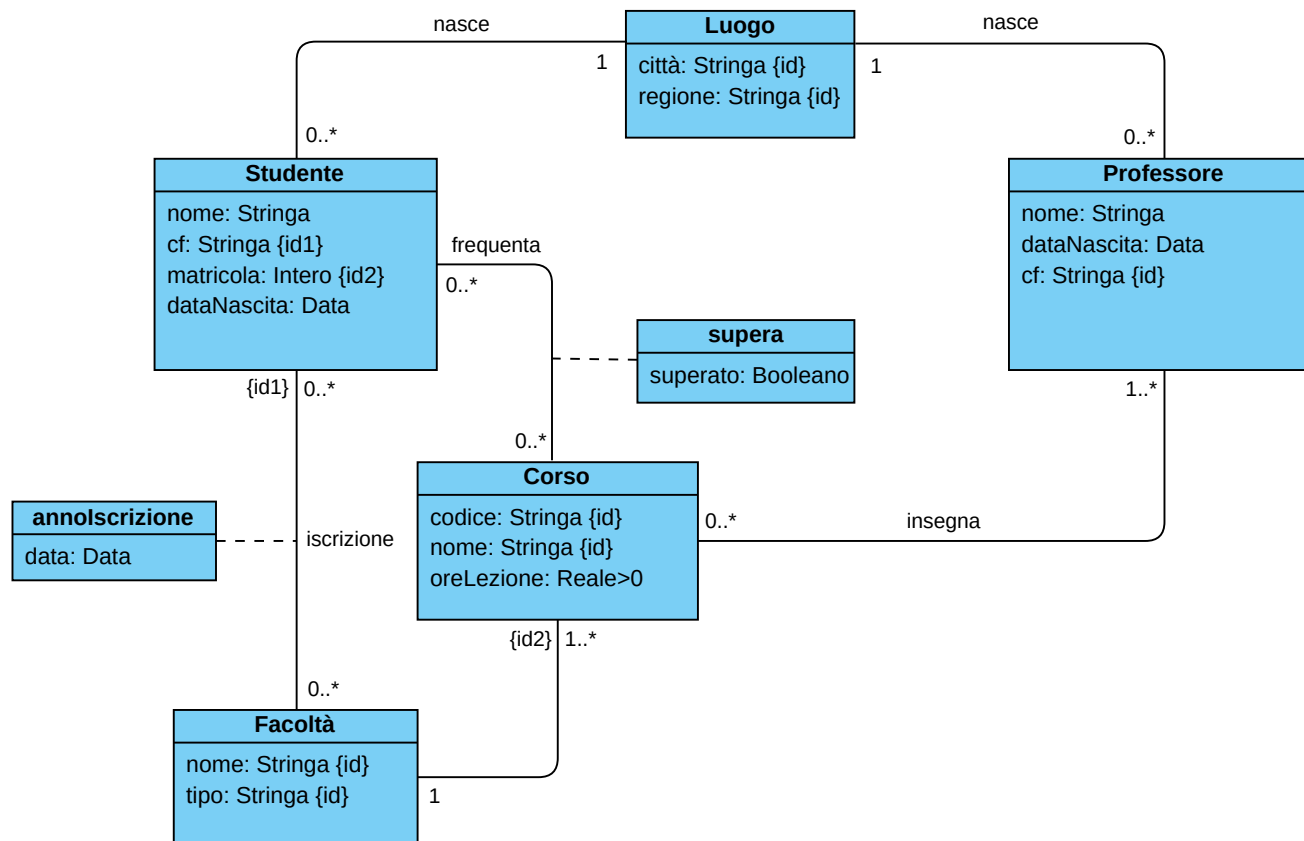 nasce
Luogo
nasce
1
città: Stringa {id}
1
regione: Stringa {id}
0..*
0..*
Studente
Professore
nome: Stringa
cf: Stringa {id1}
matricola: Intero {id2}
dataNascita: Data
nome: Stringa
dataNascita: Data
cf: Stringa {id}
frequenta
0..*
supera
superato: Booleano
{id1}
0..*
1..*
0..*
Corso
codice: Stringa {id}
nome: Stringa {id}
oreLezione: Reale>0
0..*
insegna
annoIscrizione
data: Data
iscrizione
{id2}
1..*
0..*
Facoltà
nome: Stringa {id}
tipo: Stringa {id}
1